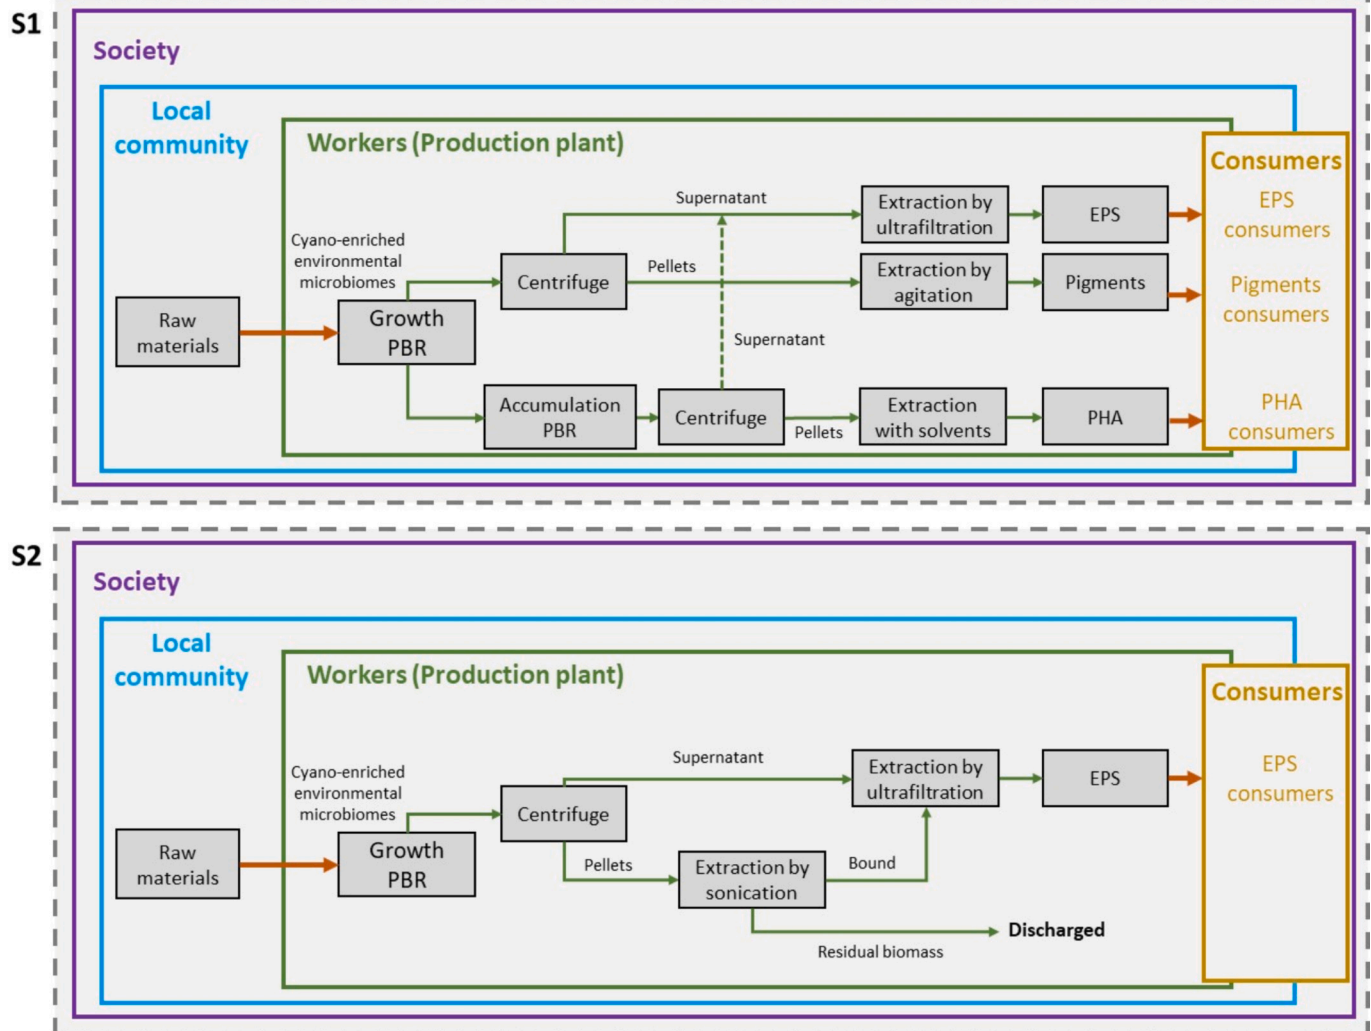 S1
Society
Local
community
Workers (Production plant)
Consumers
Supernatant
Extraction by
ultrafiltration
EPS
EPS
consumers
Cyano-enriched
environmental
microbiomes
Centrifuge
Pellets
Extraction by
agitation
Pigments
Pigments
consumers
Raw
materials
Growth
PBR
Supernatant
Accumulation
PBR
Centrifuge
Pellets
Extraction
with solvents
PHA
PHA
consumers
S2
Society
Local
community
Workers (Production plant)
Consumers
Supernatant
Extraction by
ultrafiltration
EPS
EPS
consumers
Cyano-enriched
environmental
microbiomes
Centrifuge
Raw
materials
Growth
PBR
Pellets
Extraction by
sonication
Bound
Discharged
Residual biomass